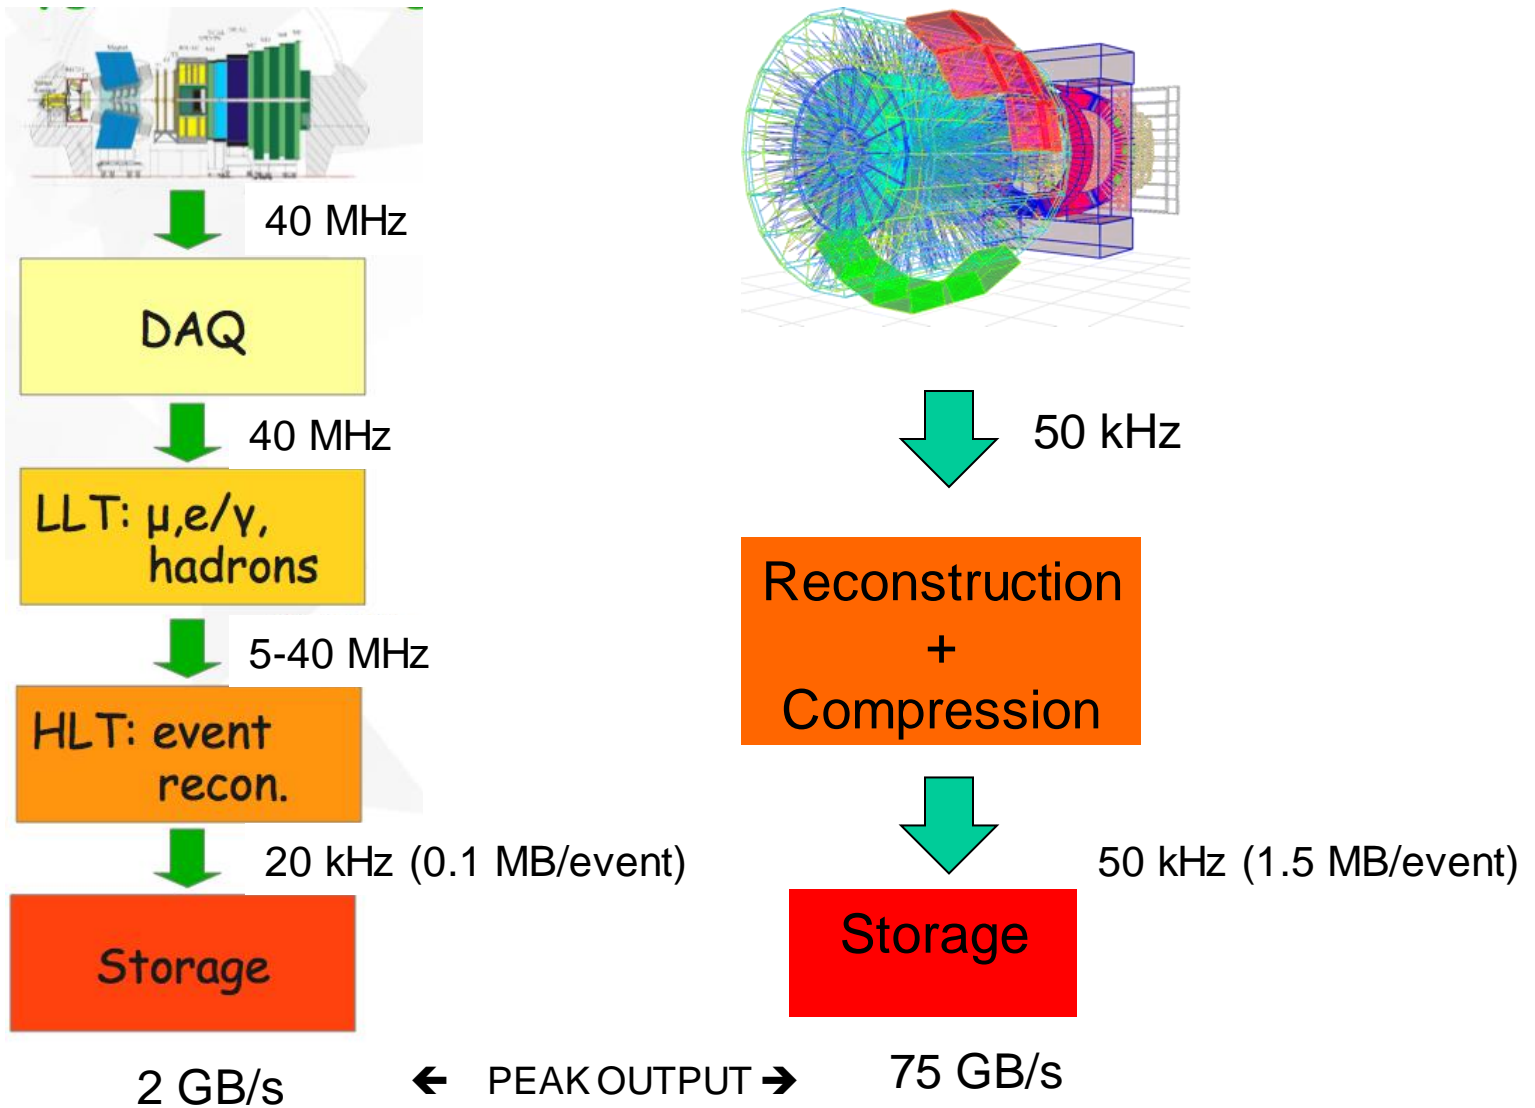 Magnet
40 MHz
DAQ
40 MHz
LLT: μ,e/γ,
hadrons
5-40 MHz
HLT: event
recon.
20 kHz (0.1 MB/event)
Storage
2 GB/s
🡸 PEAK OUTPUT 🡺
50 kHz
Reconstruction
+
Compression
50 kHz (1.5 MB/event)
Storage
75 GB/s